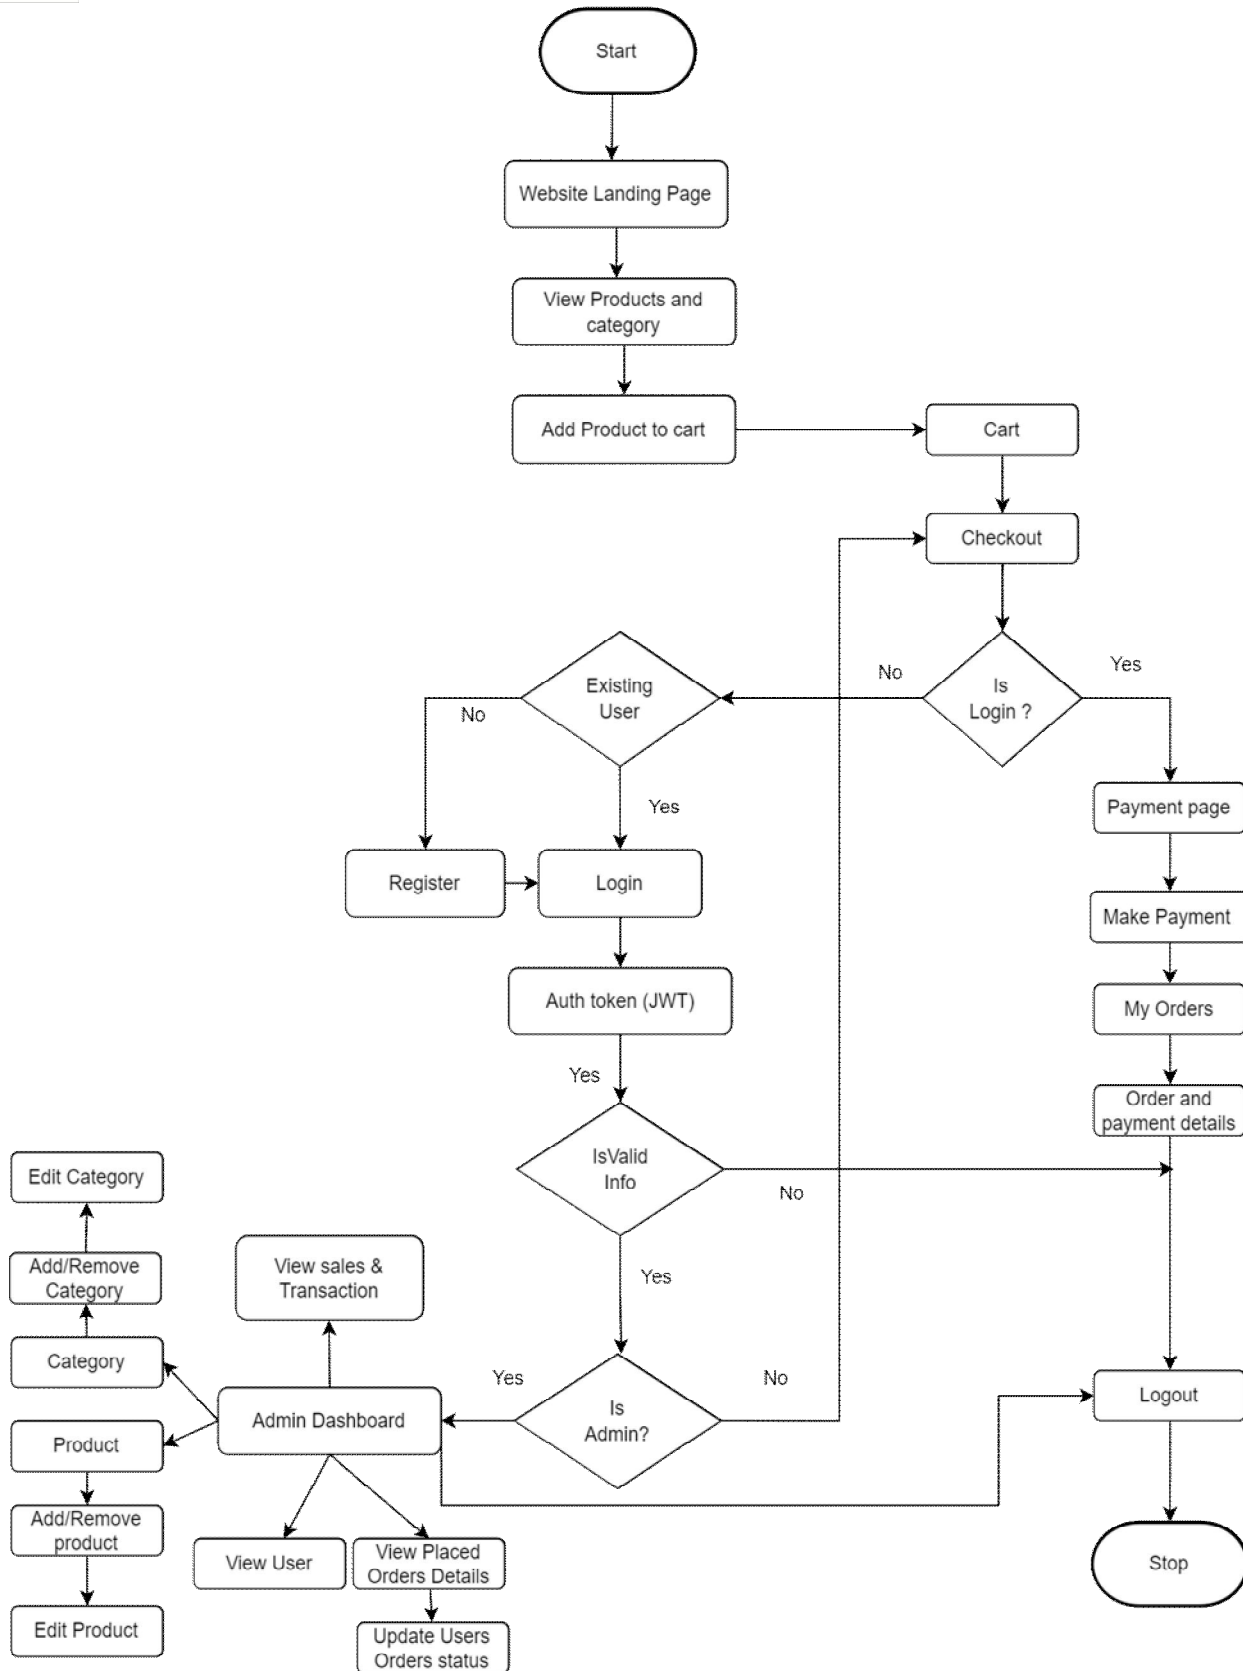 Start
Website Landing Page
View Products and
category
Add Product to cart
Cart
Checkout
Is
Login ?
No
Yes
Existing
User
No
Yes
Register
Login
Payment page
Make Payment
My Orders
Order and
payment details
Auth token (JWT)
Yes
IsValid
Info
No
Yes
Is
Admin?
Yes
No
Edit Category
Add/Remove
Category
Category
View sales &
Transaction
Admin Dashboard
Product
Add/Remove
product
Edit Product
View User
View Placed
Orders Details
Update Users
Orders status
Logout
Stop